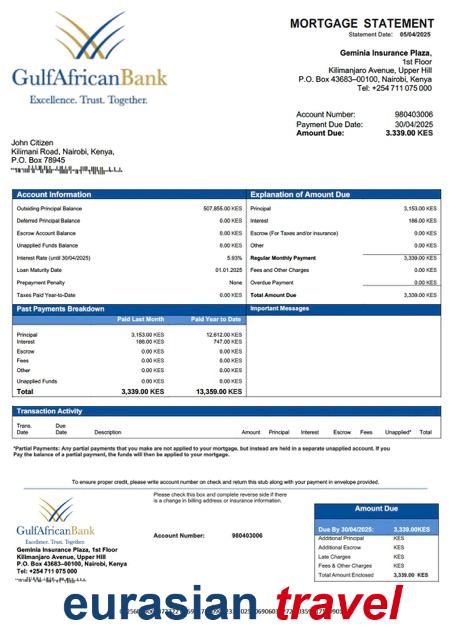 GulfAfricanBank
Excellence. Trust. Together.
MORTGAGE STATEMENT
Statement Date: 05/04/2025
Geminia Insurance Plaza,
1st Floor
Kilimanjaro Avenue, Upper Hill
P.O. Box 43683–00100, Nairobi, Kenya
Tel: +254 711 075 000
Account Number: 980403006
Payment Due Date: 30/04/2025
Amount Due: 3.339.00 KES
John Citizen
Kilimani Road, Nairobi, Kenya,
P.O. Box 78945
Account Information
Outsiding Principal Balance 507,855.00 KES
Deferred Principal Balance 0.00 KES
Escrow Account Balance 0.00 KES
Unapplied Funds Balance 0.00 KES
Interest Rate (until 30/04/2025) 5.93%
Loan Maturity Date 01.01.2025
Prepayment Penalty None
Taxes Paid Year-to-Date 0.00 KES
Explanation of Amount Due
Principal 3,153.00 KES
Interest 186.00 KES
Escrow (For Taxes and/or insurance) 0.00 KES
Other 0.00 KES
Regular Monthly Payment 3,339.00 KES
Fees and Other Charges 0.00 KES
Overdue Payment 0.00 KES
Total Amount Due 3,339.00 KES
Past Payments Breakdown
Paid Last Month Paid Year to Date
Principal 3,153.00 KES 12,612.00 KES
Interest 186.00 KES 747.00 KES
Escrow 0.00 KES 0.00 KES
Fees 0.00 KES 0.00 KES
Other 0.00 KES 0.00 KES
Unapplied Funds 0.00 KES 0.00 KES
Total 3,339.00 KES 13,359.00 KES
Important Messages
Transaction Activity
Trans. Date Due Date Description Amount Principal Interest Escrow Fees Unapplied* Total
*Partial Payments: Any partial payments that you make are not applied to your mortgage, but instead are held in a separate unapplied account. If you
Pay the balance of a partial payment, the funds will then be applied to your mortgage.
To ensure proper credit, please write account number on check and return this stub along with your payment in envelope provided.
Please check this box and complete reverse side if there
is a change in billing address or insurance information.
GulfAfricanBank
Excellence. Trust. Together.
Geminia Insurance Plaza, 1st Floor
Kilimanjaro Avenue, Upper Hill
P.O. Box 43683–00100, Nairobi, Kenya
Tel: +254 711 075 000
Account Number: 980403006
Amount Due
Due By 30/04/2025: 3,339.00KES
Additional Principal KES
Additional Escrow KES
Late Charges KES
Fees & Other Charges KES
Total Amount Enclosed 3,339.00 KES
eurasian travel